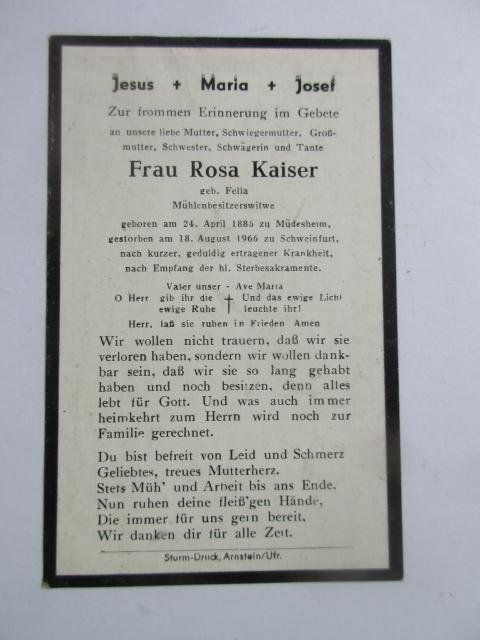 Jesus + Maria + Josef
Zur frommen Erinnerung im Gebete
an unsere liebe Mutter, Schwiegermutter, Groß-
mutter, Schwester, Schwägerin und Tante
Frau Rosa Kaiser
geb. Felia
Mühlenbesitzerswitwe
geboren am 24. April 1885 zu Müdesheim,
gestorben am 18. August 1966 zu Schweinfurt,
nach kurzer, geduldig ertragener Krankheit,
nach Empfang der hl. Sterbesakramente.
Vater unser - Ave Maria
O Herr gib ihr die † Und das ewige Licht
ewige Ruhe leuchte ihr!
Herr, laß sie ruhen in Frieden Amen
Wir wollen nicht trauern, daß wir sie
verloren haben, sondern wir wollen dank-
bar sein, daß wir sie so lang gehabt
haben und noch besitzen, denn alles
lebt für Gott. Und was auch immer
heimkehrt zum Herrn wird noch zur
Familie gerechnet.
Du bist befreit von Leid und Schmerz
Geliebtes, treues Mutterherz.
Stets Müh' und Arbeit bis ans Ende.
Nun ruhen deine fleiß'gen Hände,
Die immer für uns gern bereit,
Wir danken dir für alle Zeit.
Sturm-Druck, Arnstein/Ufr.